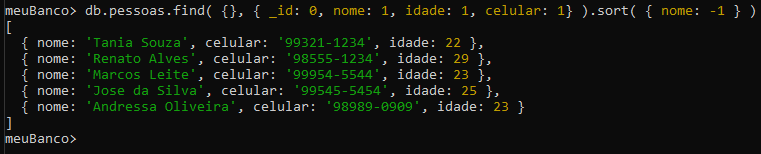 meuBanco> db.pessoas.find( {}, { _id: 0, nome: 1, idade: 1, celular: 1} ).sort( { nome: -1 } )
[
  { nome: 'Tania Souza', celular: '99321-1234', idade: 22 },
  { nome: 'Renato Alves', celular: '98555-1234', idade: 29 },
  { nome: 'Marcos Leite', celular: '99954-5544', idade: 23 },
  { nome: 'Jose da Silva', celular: '99545-5454', idade: 25 },
  { nome: 'Andressa Oliveira', celular: '98989-0909', idade: 23 }
]
meuBanco>